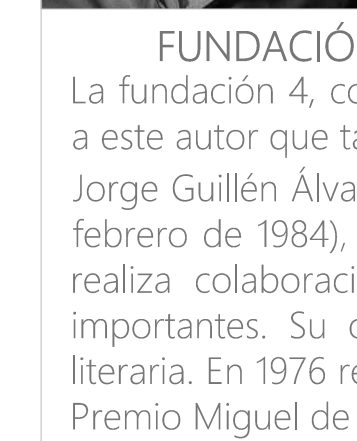 FUNDACIÓ
La fundación 4, co
a este autor que ta
Jorge Guillén Álva
febrero de 1984),
realiza colaboraci
importantes. Su
literaria. En 1976 re
Premio Miguel de